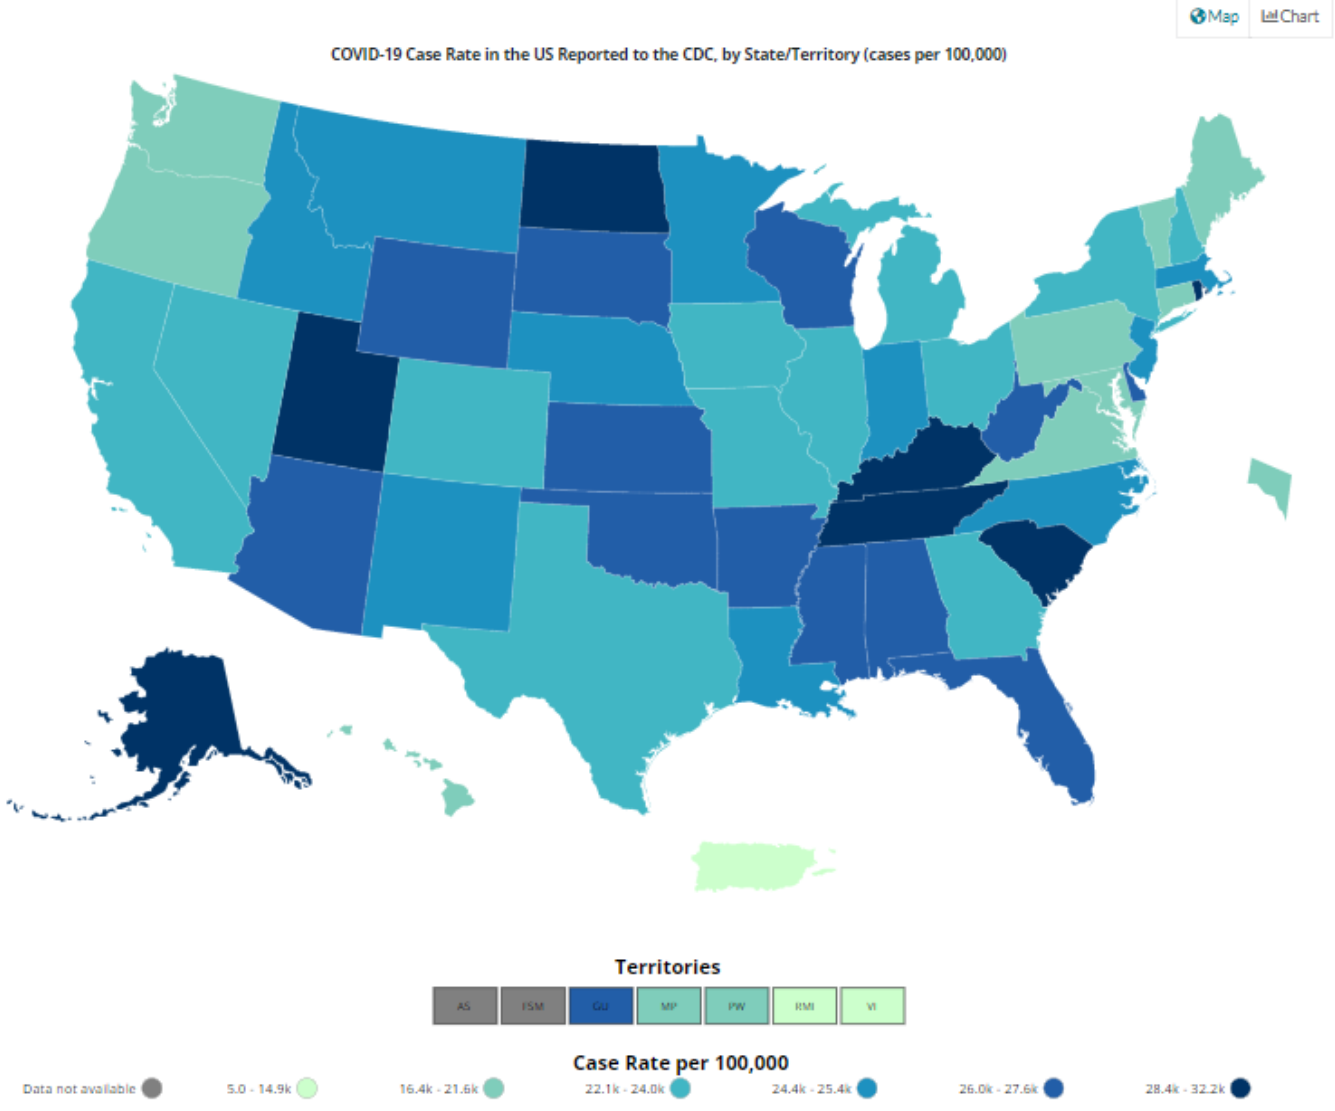 Map Chart
COVID-19 Case Rate in the US Reported to the CDC, by State/Territory (cases per 100,000)
Territories
AS FSM GU MP PW RMI VI
Case Rate per 100,000
Data not available 5.0 - 14.9k 16.4k - 21.6k 22.1k - 24.0k 24.4k - 25.4k 26.0k - 27.6k 28.4k - 32.2k